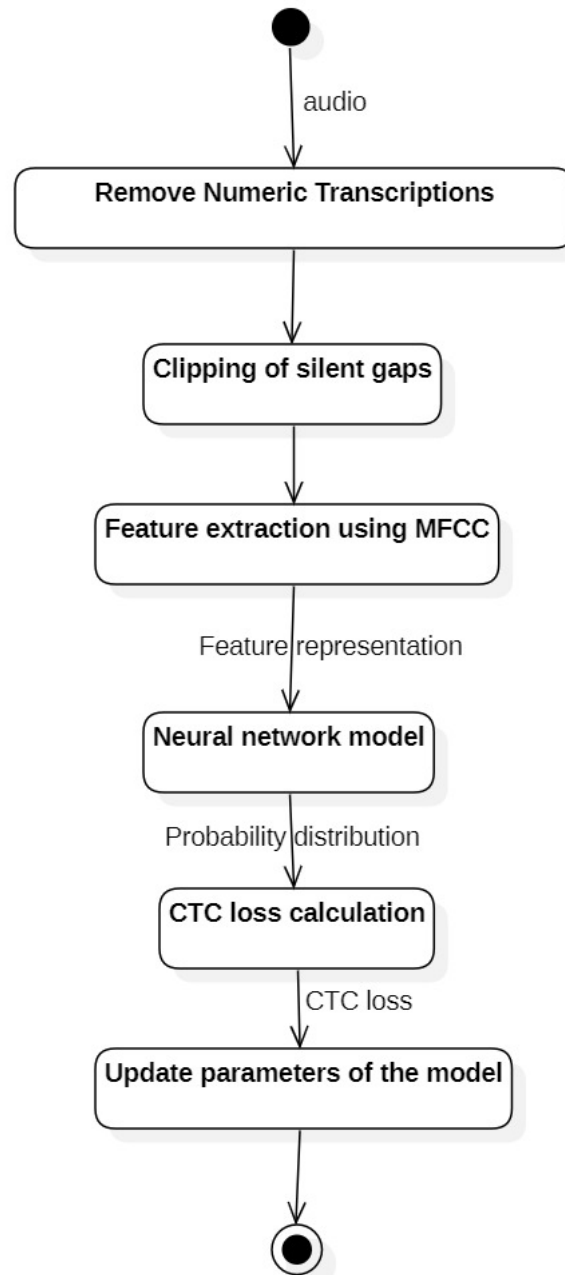 audio
Remove Numeric Transcriptions
Clipping of silent gaps
Feature extraction using MFCC
Feature representation
Neural network model
Probability distribution
CTC loss calculation
CTC loss
Update parameters of the model